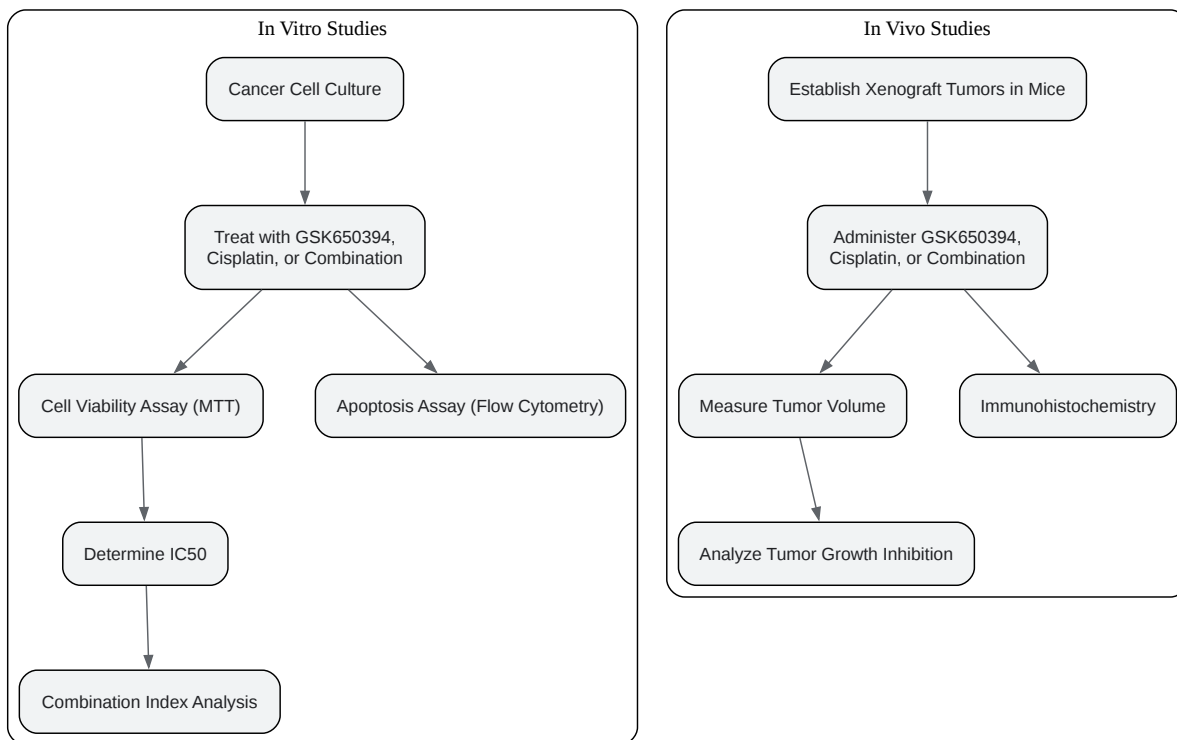 In Vitro Studies
Cancer Cell Culture
Treat with GSK650394,
Cisplatin, or Combination
Cell Viability Assay (MTT)
Apoptosis Assay (Flow Cytometry)
Determine IC50
Combination Index Analysis
In Vivo Studies
Establish Xenograft Tumors in Mice
Administer GSK650394,
Cisplatin, or Combination
Measure Tumor Volume
Immunohistochemistry
Analyze Tumor Growth Inhibition